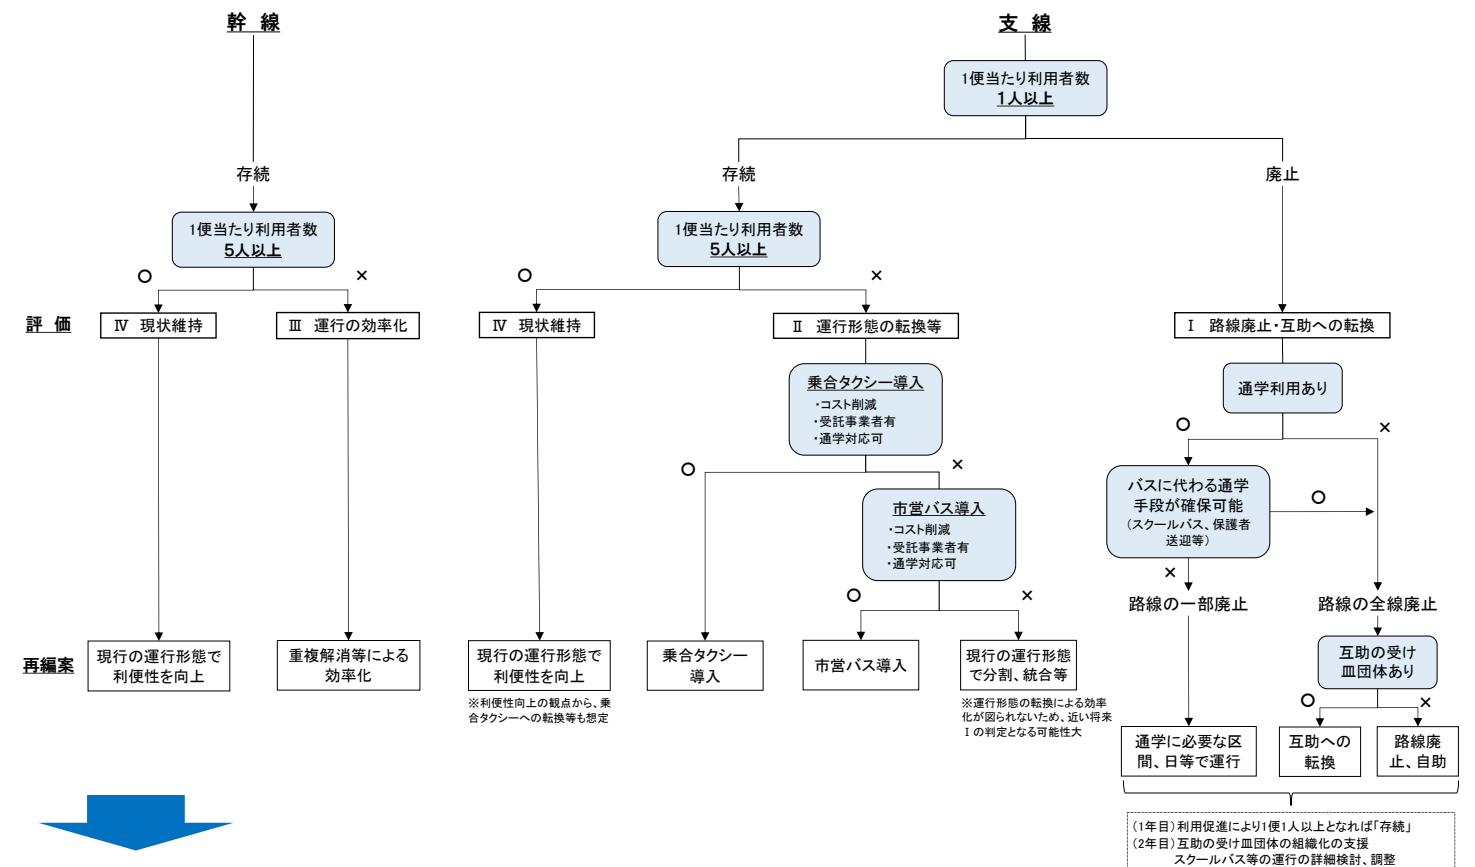 幹　線
支　線
1便当たり利用者数
1人以上
存続
存続
廃止
1便当たり利用者数
5人以上
1便当たり利用者数
5人以上
○
×
○
×
評　価
Ⅳ　現状維持
Ⅲ　運行の効率化
Ⅳ　現状維持
Ⅱ　運行形態の転換等
Ⅰ　路線廃止・互助への転換
乗合タクシー導入
・コスト削減
・受託事業者有
・通学対応可
通学利用あり
○
×
○
×
市営バス導入
・コスト削減
・受託事業者有
・通学対応可
バスに代わる通学
手段が確保可能
（スクールバス、保護者
送迎等）
○
×
○
×
路線の一部廃止
路線の全線廃止
再編案
現行の運行形態で
利便性を向上
重複解消等による
効率化
現行の運行形態で
利便性を向上
※利便性向上の観点から、乗
合タクシーへの転換等も想定
乗合タクシー
導入
市営バス導入
現行の運行形態
で分割、統合等
※運行形態の転換による効率
化が図られないため、近い将来
Ⅰの判定となる可能性大
互助の受け
皿団体あり
○
×
通学に必要な区
間、日等で運行
互助への
転換
路線廃
止、自助
(1年目)利用促進により1便1人以上となれば「存続」
(2年目)互助の受け皿団体の組織化の支援
スクールバス等の運行の詳細検討、調整